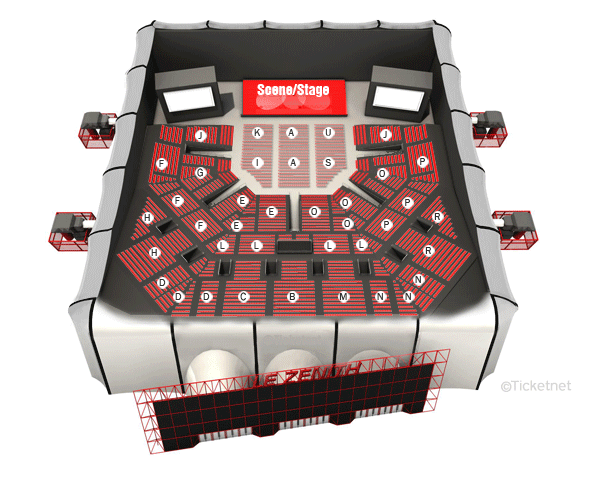 Scene/Stage
J K A U J
F G I A S O P
H F E E O O P R
F E O P
H L L L L R
D D D C B M N N N
LE ZENITH
©Ticketnet